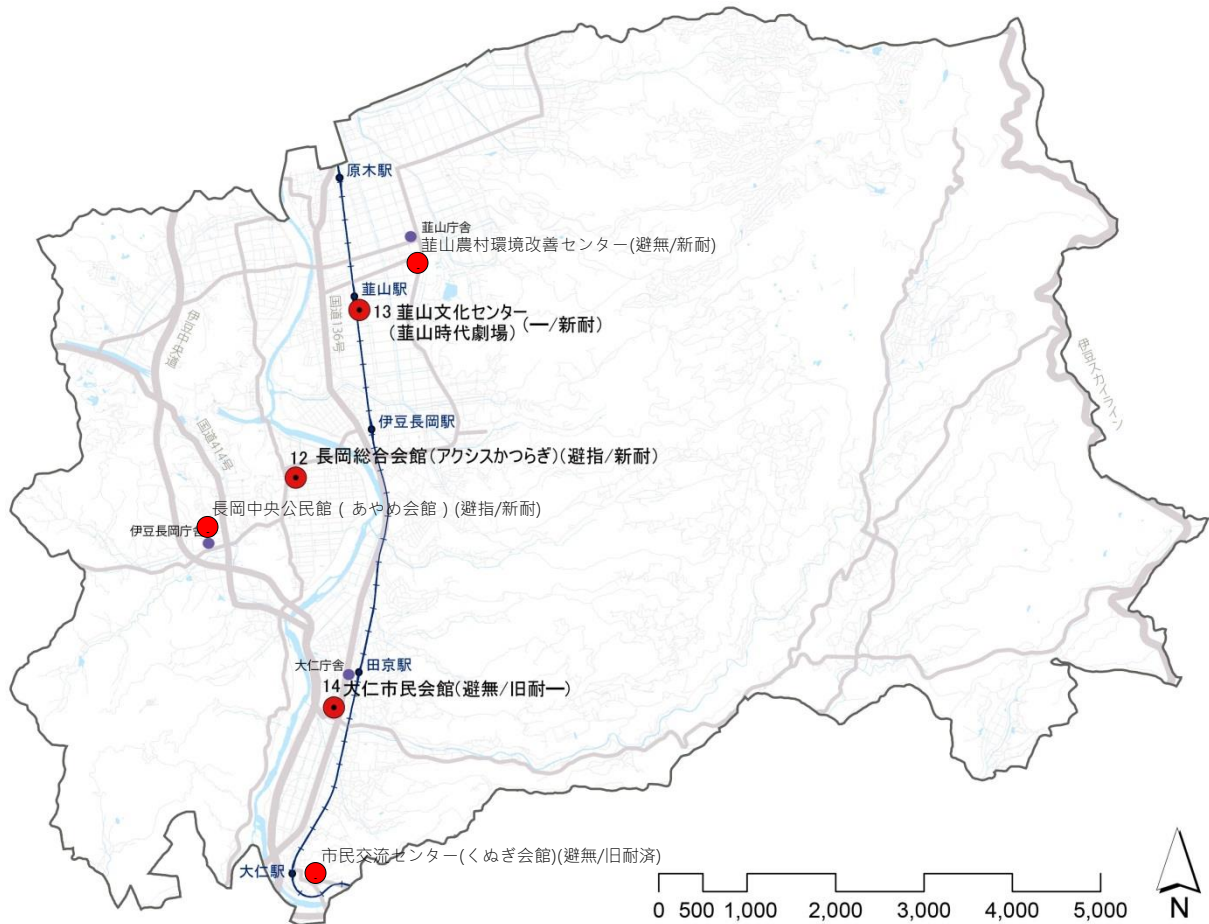 原木駅
韮山庁舎
韮山農村環境改善センター(避無/新耐)
韮山駅
国道136号
13 韮山文化センター
(韮山時代劇場) (ー/新耐)
伊豆中央道
伊豆スカイライン
国道414号
伊豆長岡駅
12 長岡総合会館(アクシスかつらぎ)(避指/新耐)
長岡中央公民館(あやめ会館)(避指/新耐)
伊豆長岡庁舎
大仁庁舎
田京駅
14 大仁市民会館(避無/旧耐ー)
市民交流センター(くぬぎ会館)(避無/旧耐済)
大仁駅
0 500 1,000 2,000 3,000 4,000 5,000
N